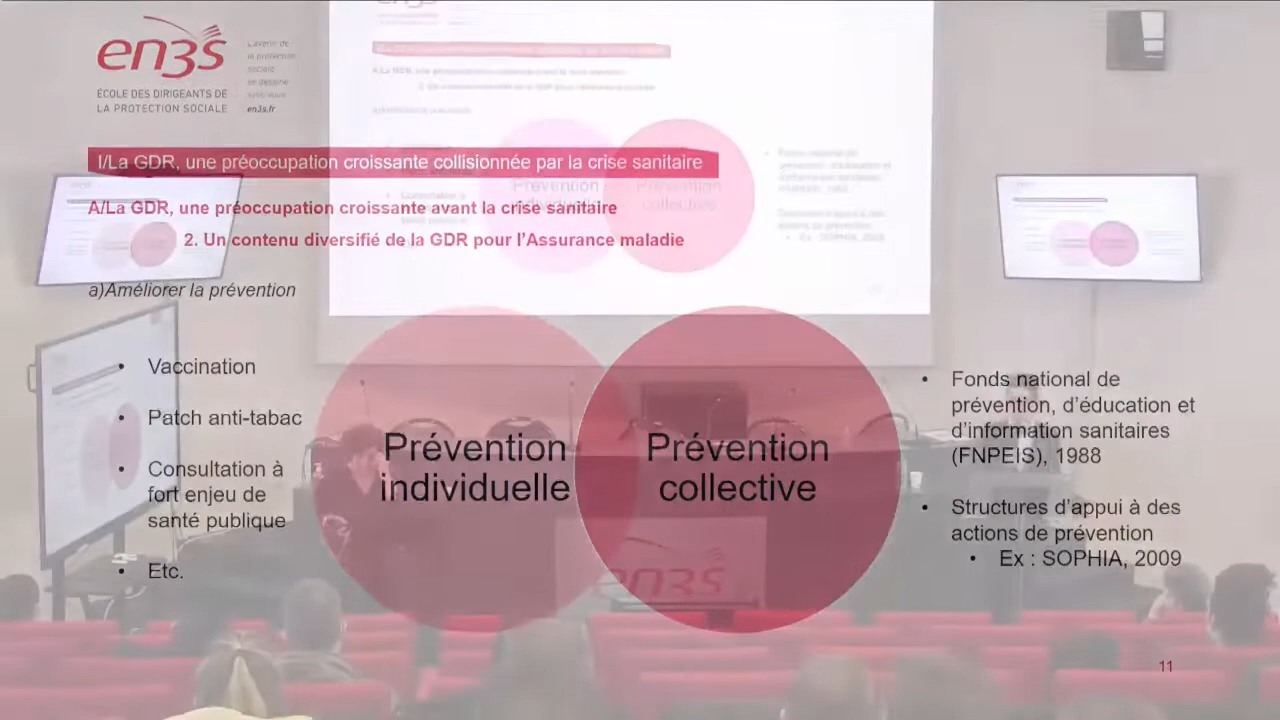 en3s
ÉCOLE DES DIRIGEANTS DE
LA PROTECTION SOCIALE
L'avenir de
la protection
sociale
se dessine
avec vous
en3s.fr
I/La GDR, une préoccupation croissante collisionnée par la crise sanitaire
A/La GDR, une préoccupation croissante avant la crise sanitaire
2. Un contenu diversifié de la GDR pour l'Assurance maladie
a)Améliorer la prévention
• Vaccination
• Patch anti-tabac
• Consultation à
fort enjeu de
santé publique
• Etc.
Prévention
individuelle
Prévention
collective
• Fonds national de
prévention, d'éducation et
d'information sanitaires
(FNPEIS), 1988
• Structures d'appui à des
actions de prévention
• Ex : SOPHIA, 2009
Prévention
Prévention
collective
en3s
11